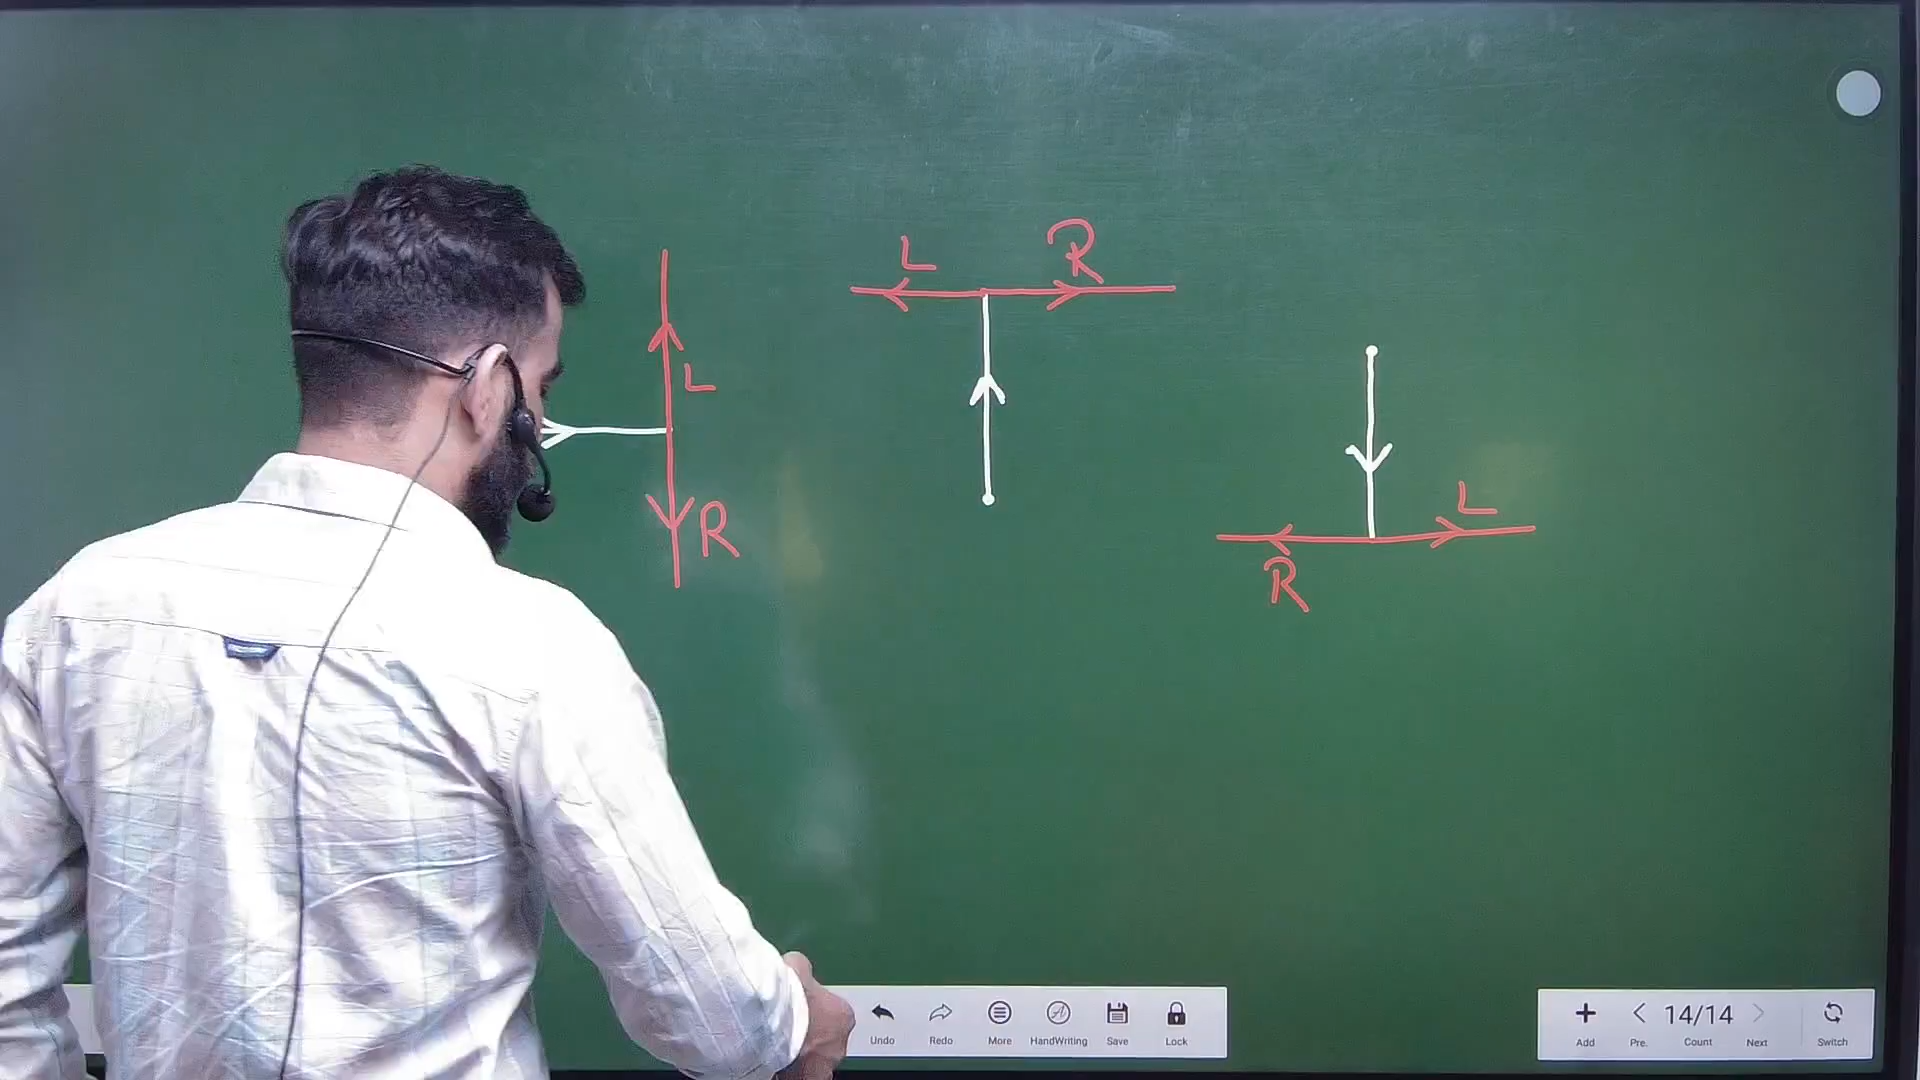 L R
L
L
R
R
Undo Redo More HandWriting Save Lock
14/14
Add Pre. Count Next Switch